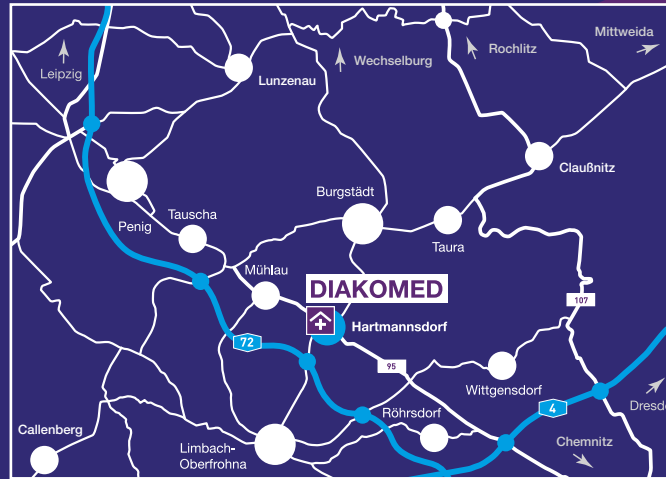 Mittweida
Rochlitz
Wechselburg
Leipzig
Lunzenau
Claußnitz
Burgstädt
Penig
Tauscha
Taura
Mühlau
DIAKOMED
107
Hartmannsdorf
72
95
Wittgensdorf
4
Dresd
Röhrsdorf
Callenberg
Limbach-
Oberfrohna
Chemnitz